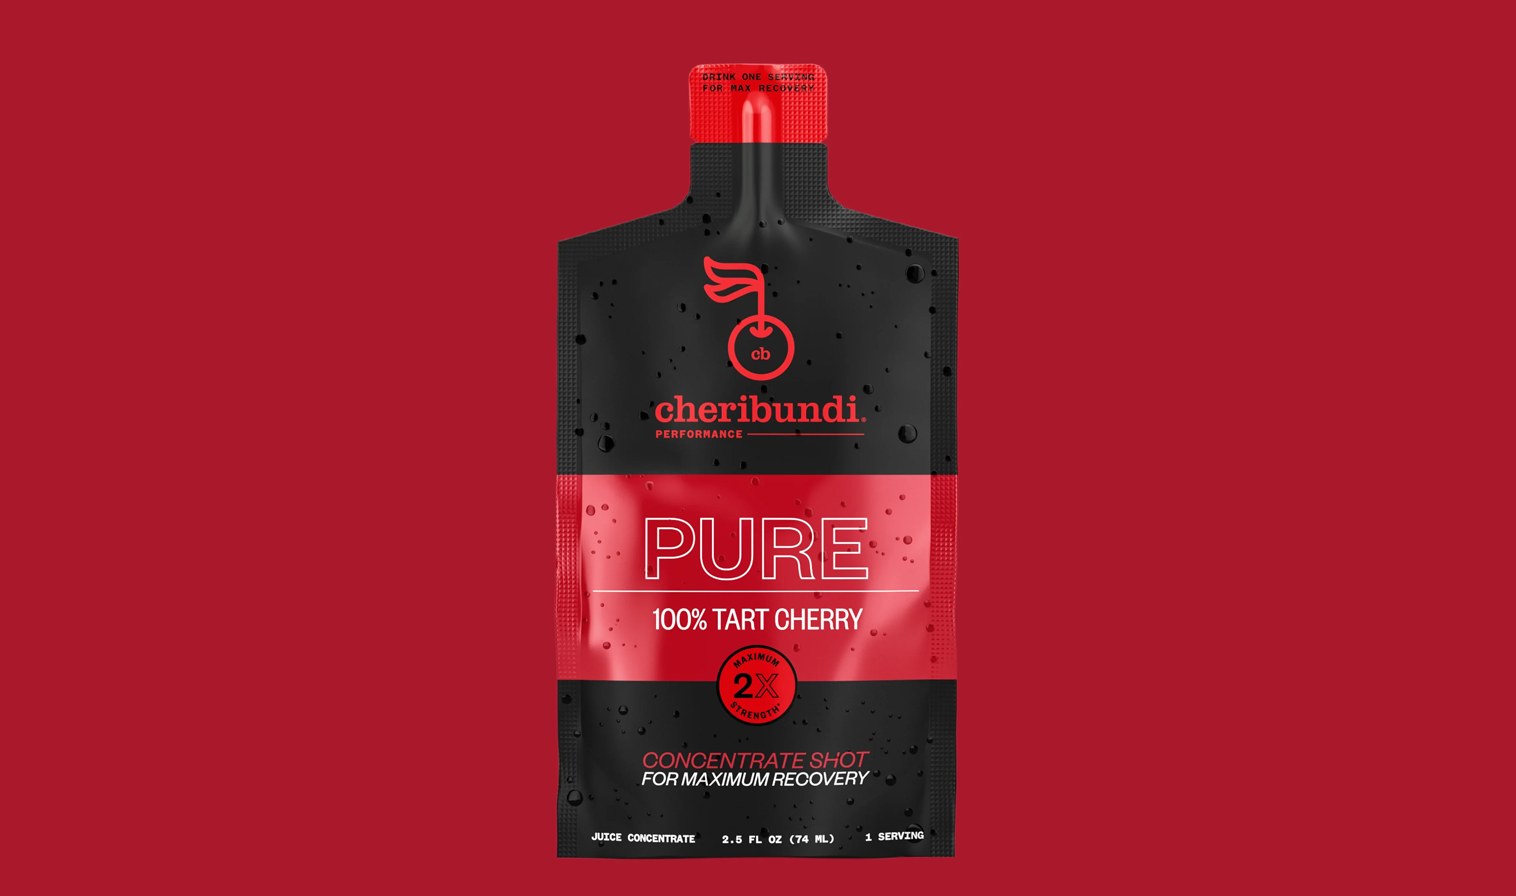 DRINK ONE SERVING
FOR MAX RECOVERY
cb
cheribundi.
PERFORMANCE
PURE
100% TART CHERRY
MAXIMUM
2X
STRENGTH*
CONCENTRATE SHOT
FOR MAXIMUM RECOVERY
JUICE CONCENTRATE 2.5 FL OZ (74 ML) 1 SERVING